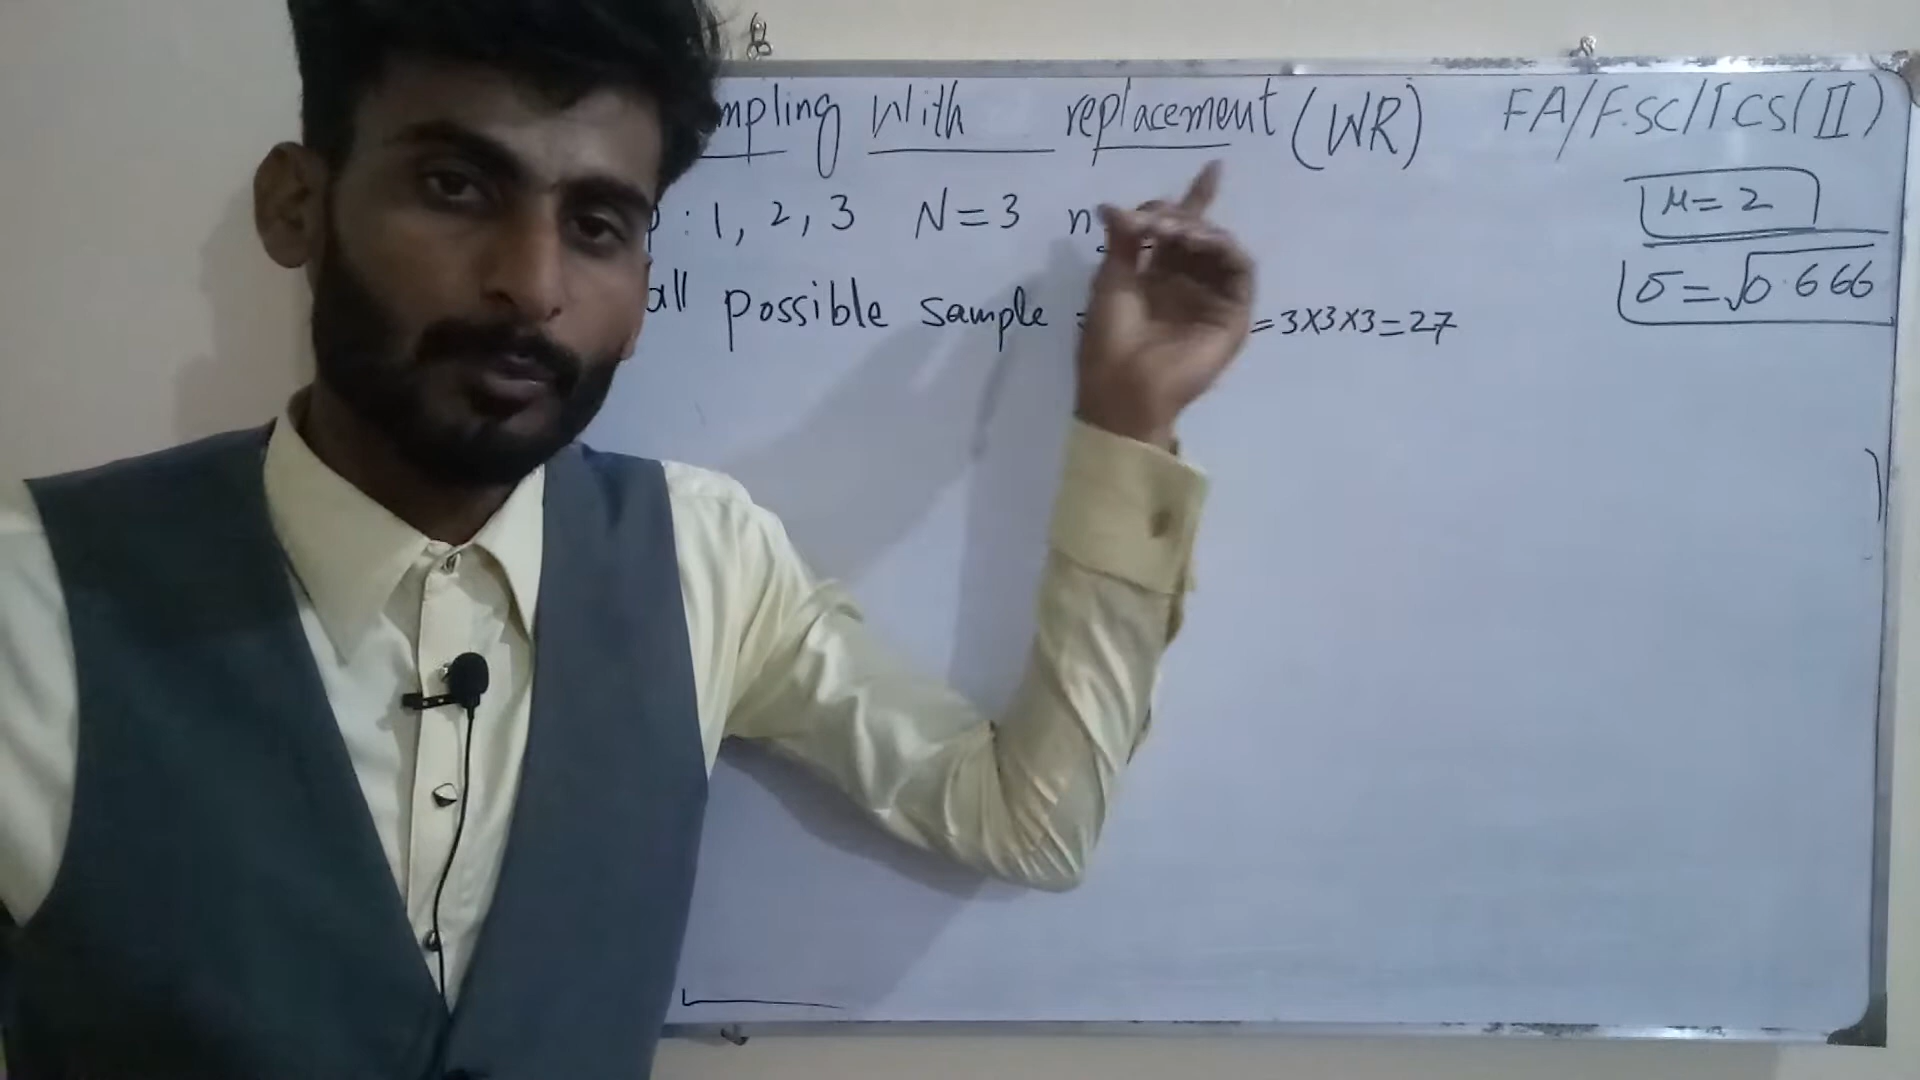 mpling With replacement (WR) FA/F.SC/I.CS(II)
: 1, 2, 3 N=3 n
μ=2
all possible sample =3X3X3=27
σ=√0.666